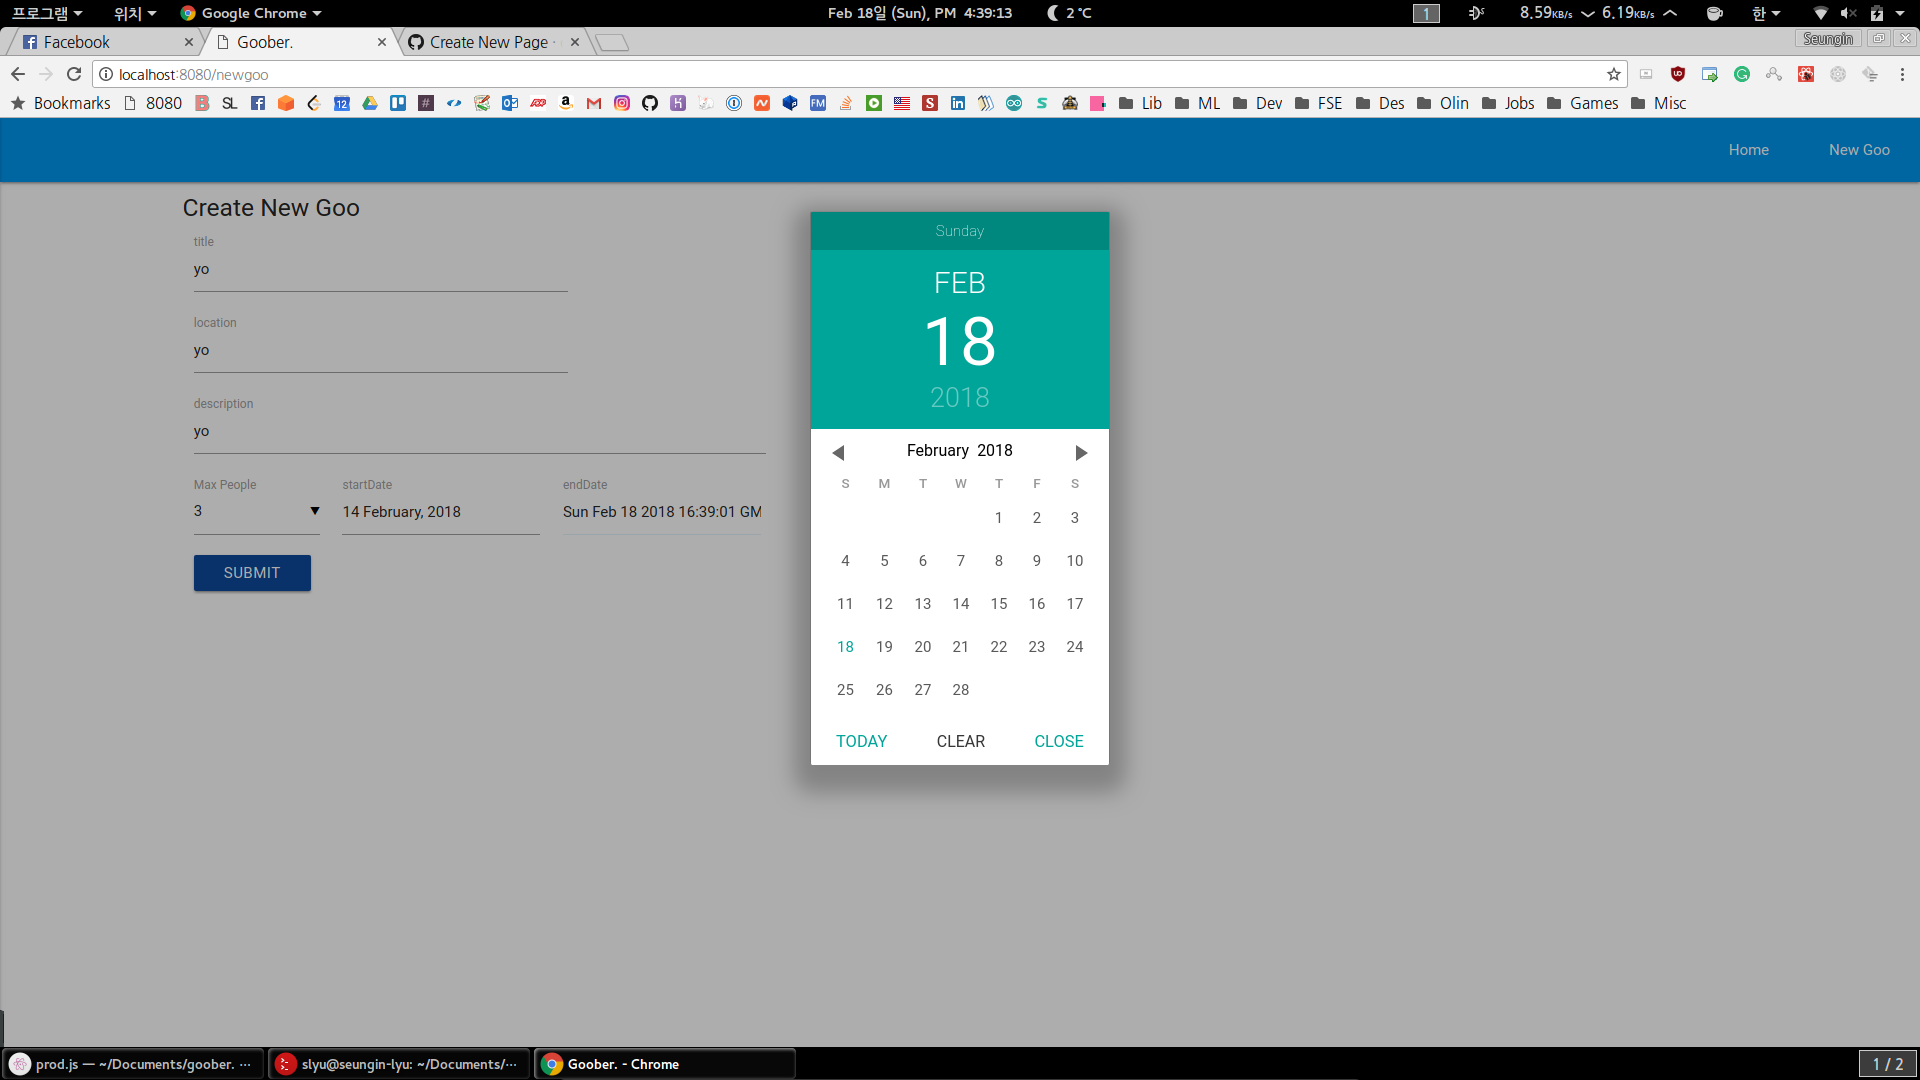 프로그램 위치 Google Chrome Feb 18일 (Sun), PM 4:39:13 2 °C 1 8.59KB/s 6.19KB/s 한
Facebook Goober. Create New Page · Seungin
localhost:8080/newgoo
Bookmarks 8080 SL 12 FM Lib ML Dev FSE Des Olin Jobs Games Misc
Home New Goo
Create New Goo
title
yo
location
yo
description
yo
Max People startDate endDate
3 14 February, 2018 Sun Feb 18 2018 16:39:01 GM
SUBMIT
Sunday
FEB
18
2018
February 2018
S M T W T F S
1 2 3
4 5 6 7 8 9 10
11 12 13 14 15 16 17
18 19 20 21 22 23 24
25 26 27 28
TODAY CLEAR CLOSE
prod.js — ~/Documents/goober. ··· slyu@seungin-lyu: ~/Documents/··· Goober. - Chrome 1 / 2